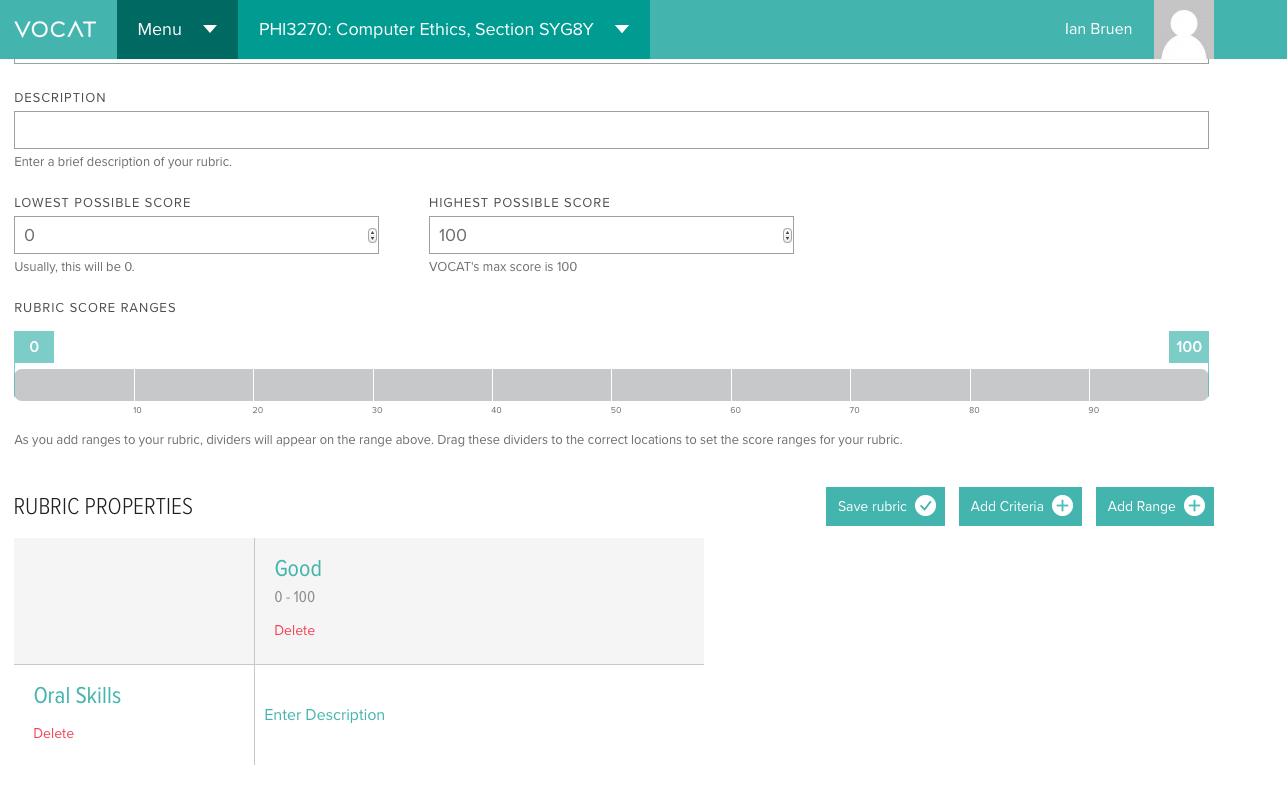 VOCAT
Menu
PHI3270: Computer Ethics, Section SYG8Y
Ian Bruen
DESCRIPTION
Enter a brief description of your rubric.
LOWEST POSSIBLE SCORE
HIGHEST POSSIBLE SCORE
0
100
Usually, this will be 0.
VOCAT's max score is 100
RUBRIC SCORE RANGES
0
100
10 20 30 40 50 60 70 80 90
As you add ranges to your rubric, dividers will appear on the range above. Drag these dividers to the correct locations to set the score ranges for your rubric.
RUBRIC PROPERTIES
Save rubric
Add Criteria
Add Range
Good
0 - 100
Delete
Oral Skills
Delete
Enter Description